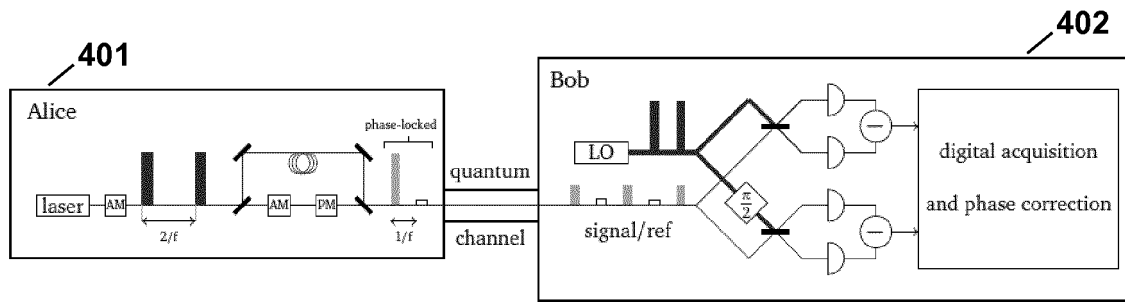 401
402
Alice
Bob
phase-locked
laser
AM
2/f
AM
PM
1/f
quantum
channel
LO
signal/ref
π/2
−
−
digital acquisition
and phase correction